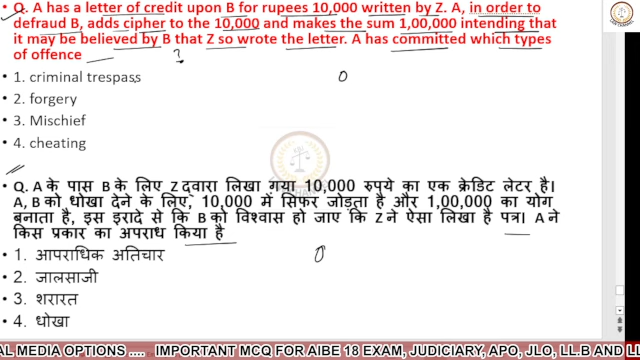 Q. A has a letter of credit upon B for rupees 10,000 written by Z. A, in order to
defraud B, adds cipher to the 10,000 and makes the sum 1,00,000 intending that
it may be believed by B that Z so wrote the letter. A has committed which types
of offence
?
1. criminal trespass
2. forgery
3. Mischief
4. cheating
Q. A के पास B के लिए Z द्वारा लिखा गया 10,000 रुपये का एक क्रेडिट लेटर है।
A, B को धोखा देने के लिए, 10,000 में सिफर जोड़ता है और 1,00,000 का योग
बनाता है, इस इरादे से कि B को विश्वास हो जाए कि Z ने ऐसा लिखा है पत्र। A ने
किस प्रकार का अपराध किया है
1. आपराधिक अतिचार
2. जालसाजी
3. शरारत
4. धोखा
AL MEDIA OPTIONS .... IMPORTANT MCQ FOR AIBE 18 EXAM, JUDICIARY, APO, JLO, LL.B AND LL